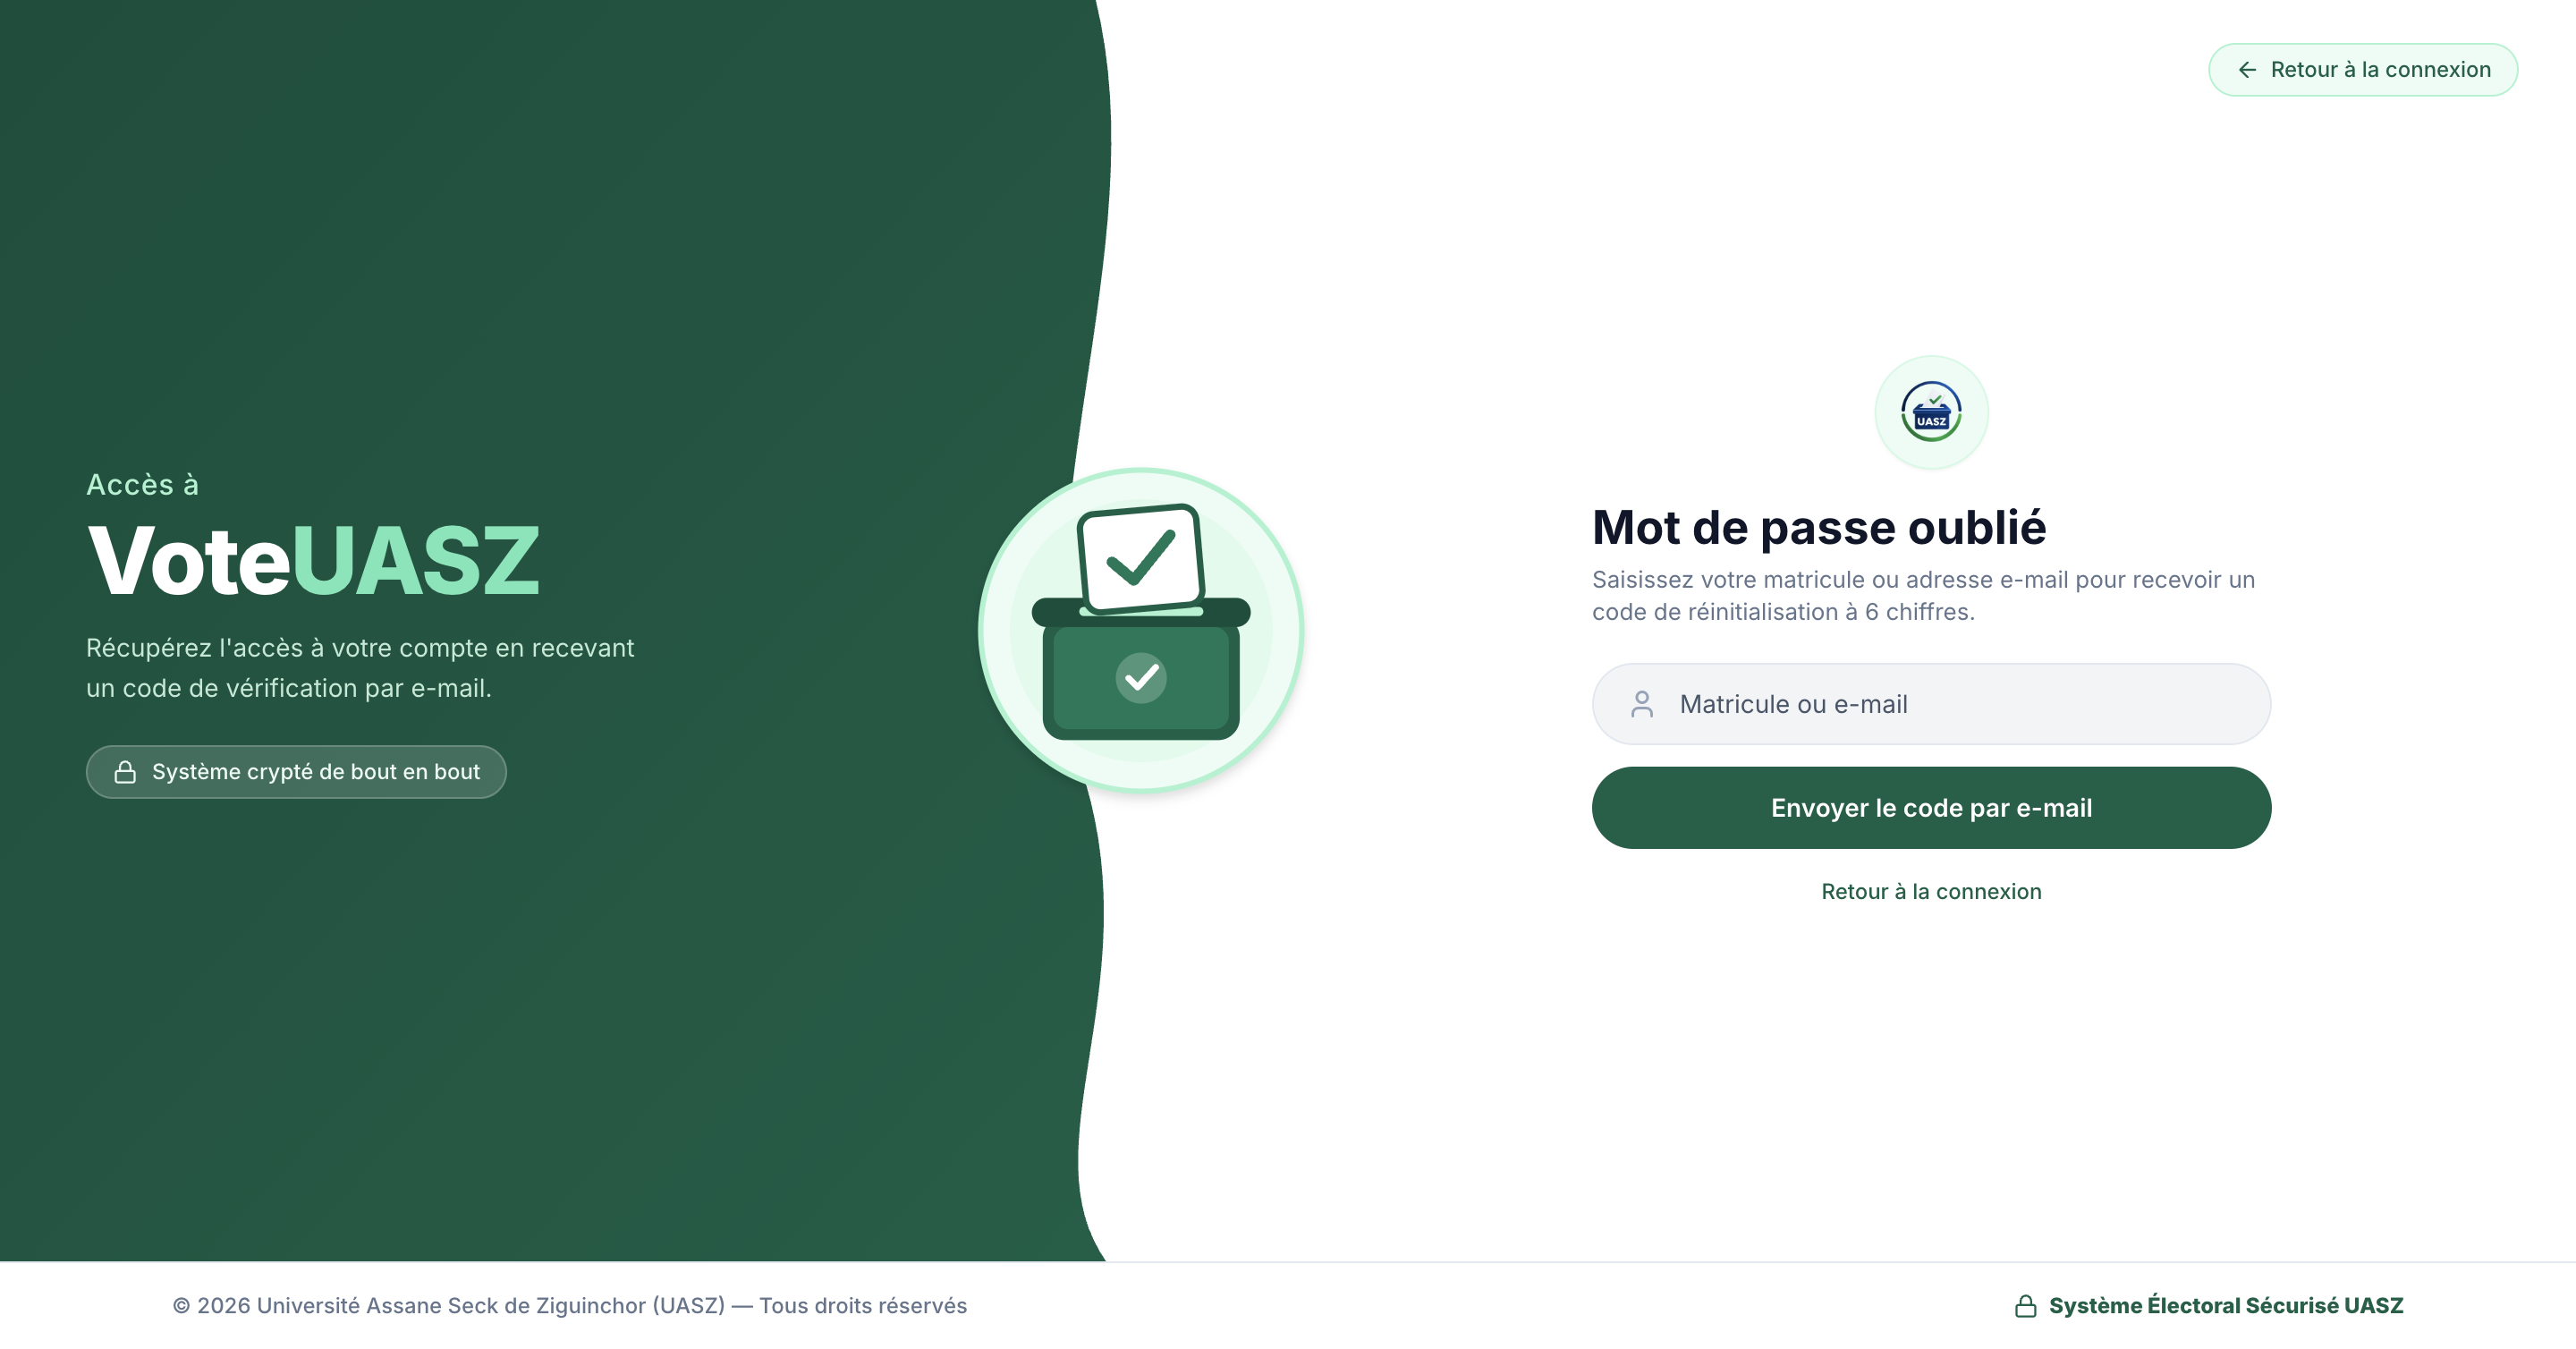 Retour à la connexion
Accès à
VoteUASZ
Récupérez l'accès à votre compte en recevant
un code de vérification par e-mail.
Système crypté de bout en bout
UASZ
Mot de passe oublié
Saisissez votre matricule ou adresse e-mail pour recevoir un
code de réinitialisation à 6 chiffres.
Matricule ou e-mail
Envoyer le code par e-mail
Retour à la connexion
© 2026 Université Assane Seck de Ziguinchor (UASZ) — Tous droits réservés
Système Électoral Sécurisé UASZ